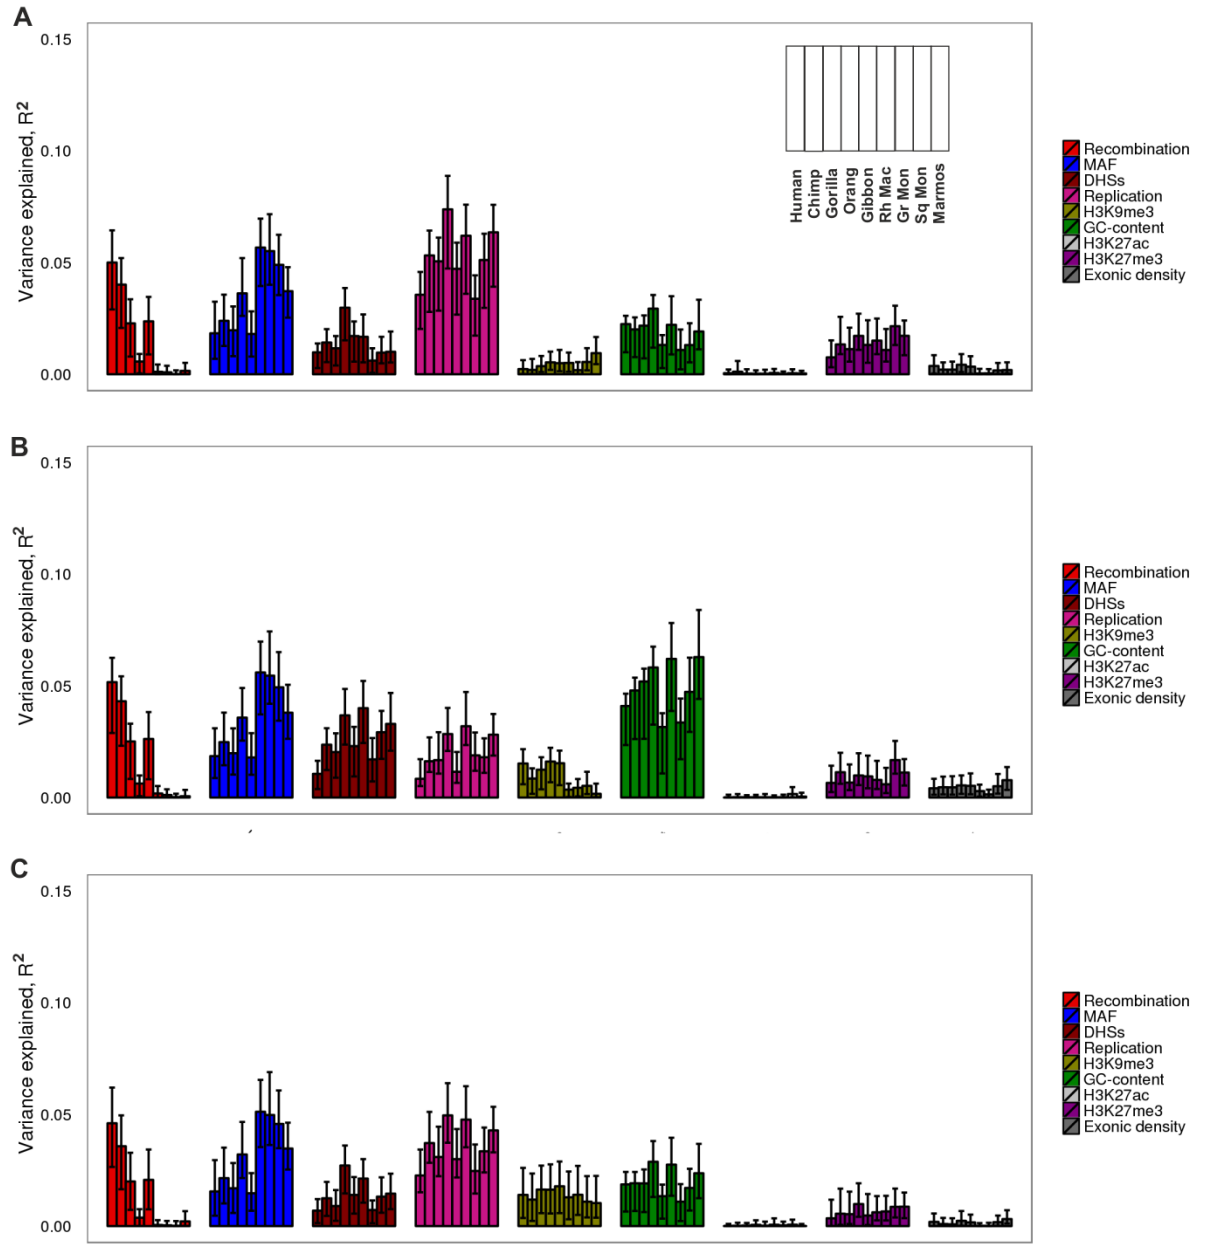 A
0.15
0.10
0.05
0.00
Variance explained, R²
Human
Chimp
Gorilla
Orang
Gibbon
Rh Mac
Gr Mon
Sq Mon
Marmos
Recombination
MAF
DHSs
Replication
H3K9me3
GC-content
H3K27ac
H3K27me3
Exonic density
B
0.15
0.10
0.05
0.00
Variance explained, R²
Recombination
MAF
DHSs
Replication
H3K9me3
GC-content
H3K27ac
H3K27me3
Exonic density
C
0.15
0.10
0.05
0.00
Variance explained, R²
Recombination
MAF
DHSs
Replication
H3K9me3
GC-content
H3K27ac
H3K27me3
Exonic density